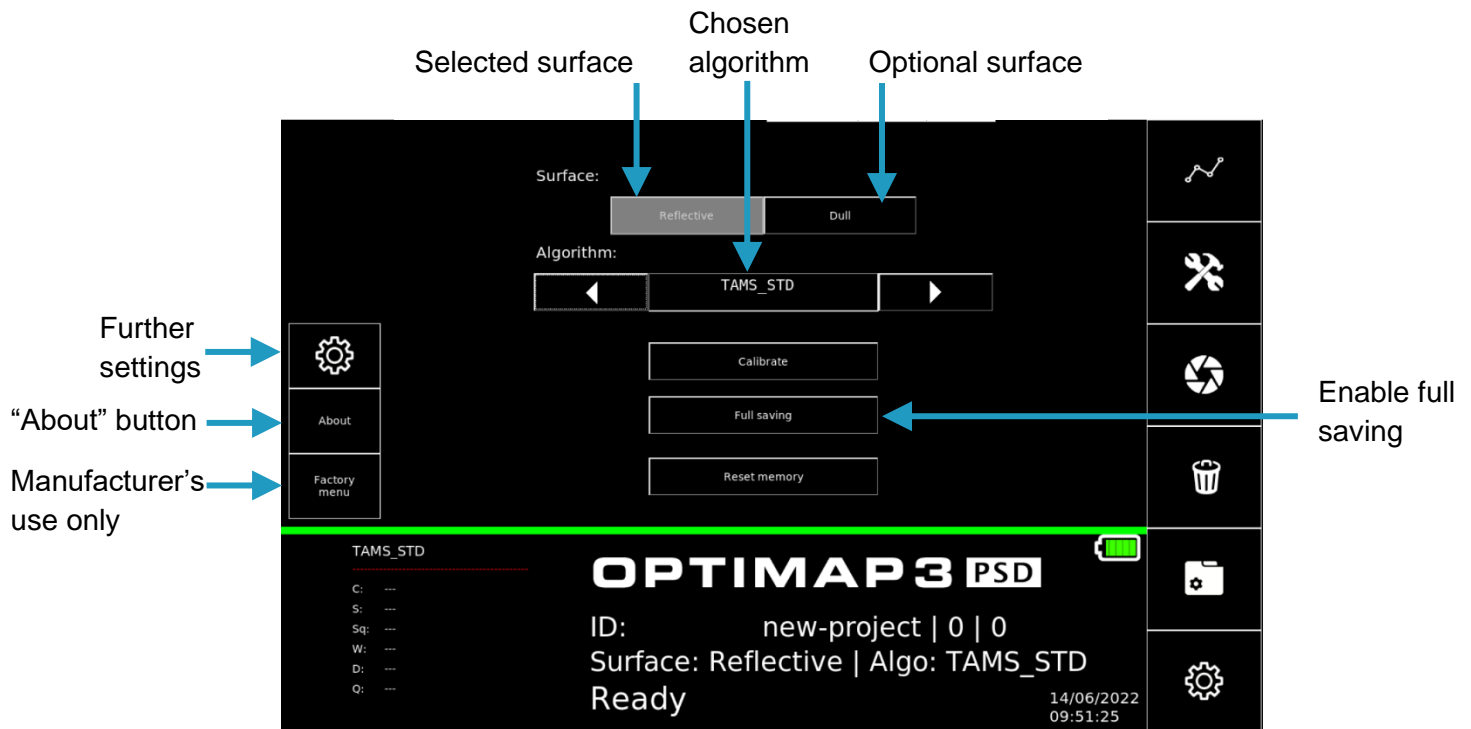 Chosen
algorithm
Selected surface
Optional surface
Surface:
Reflective
Dull
Algorithm:
TAMS_STD
Further
settings
Calibrate
Enable full
saving
“About” button
About
Full saving
Manufacturer’s
use only
Factory
menu
Reset memory
TAMS_STD
C: ---
S: ---
Sq: ---
W: ---
D: ---
Q: ---
OPTIMAP3 PSD
ID: new-project | 0 | 0
Surface: Reflective | Algo: TAMS_STD
Ready
14/06/2022
09:51:25